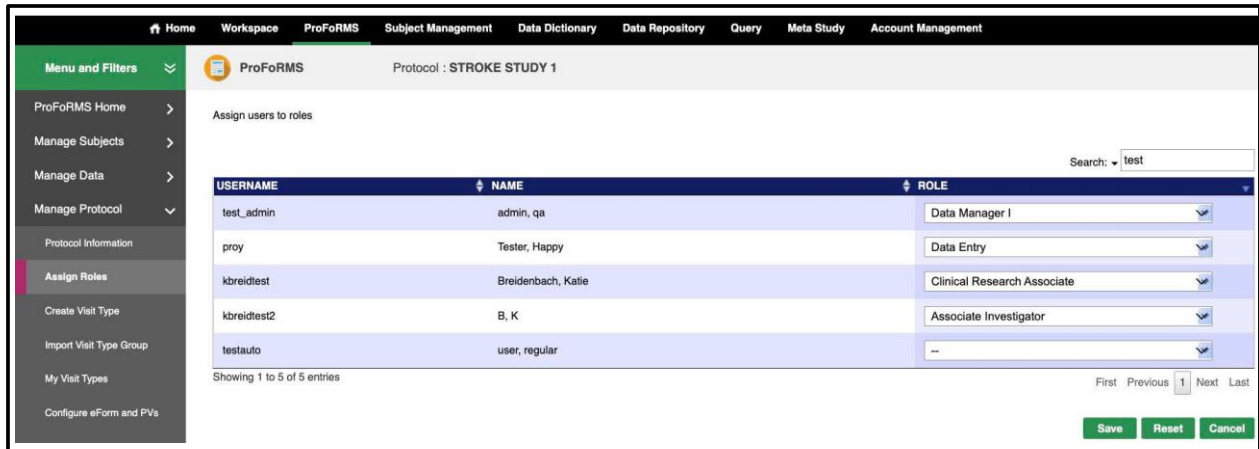 Home Workspace ProFoRMS Subject Management Data Dictionary Data Repository Query Meta Study Account Management
Menu and Filters
ProFoRMS Protocol : STROKE STUDY 1
ProFoRMS Home
Manage Subjects
Manage Data
Manage Protocol
Protocol Information
Assign Roles
Create Visit Type
Import Visit Type Group
My Visit Types
Configure eForm and PVs
Assign users to roles
Search: test
USERNAME NAME ROLE
test_admin admin, qa Data Manager I
proy Tester, Happy Data Entry
kbreidtest Breidenbach, Katie Clinical Research Associate
kbreidtest2 B, K Associate Investigator
testauto user, regular --
Showing 1 to 5 of 5 entries
First Previous 1 Next Last
Save Reset Cancel